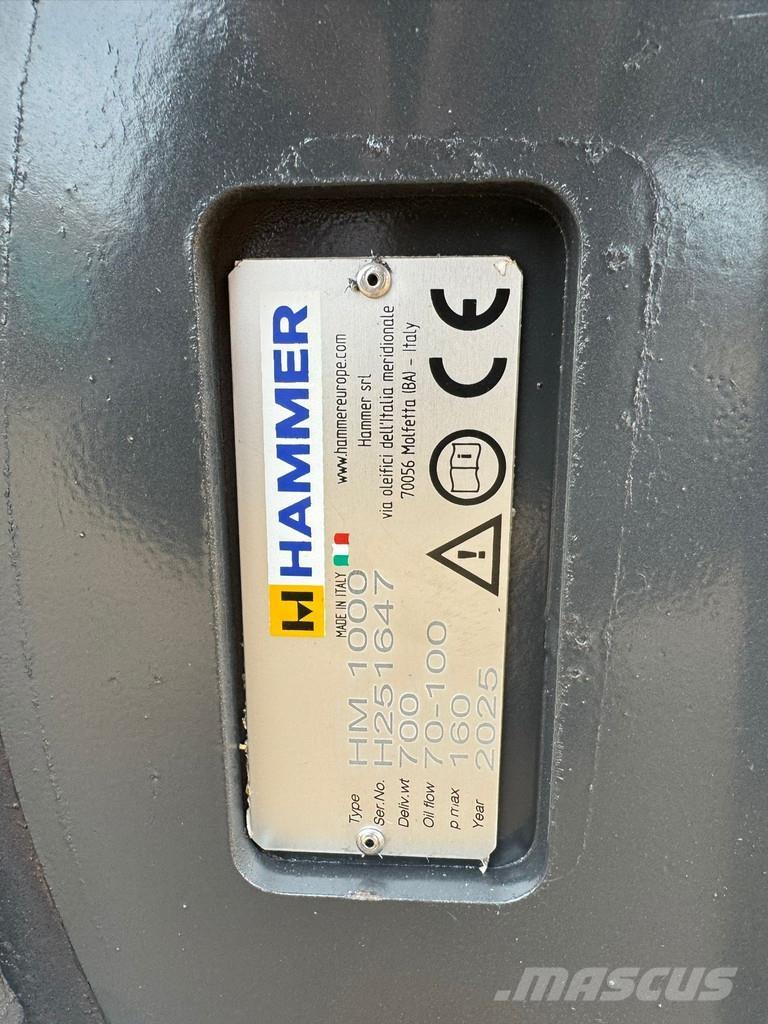 HAMMER
MADE IN ITALY
www.hammereurope.com
Hammer srl
via oleifici dell'Italia meridionale
70056 Molfetta (BA) - Italy
CE
Type HM 1000
Ser.No. H251647
Deliv.wt 700
Oil flow 70-100
p max 160
Year 2025
MASCUS